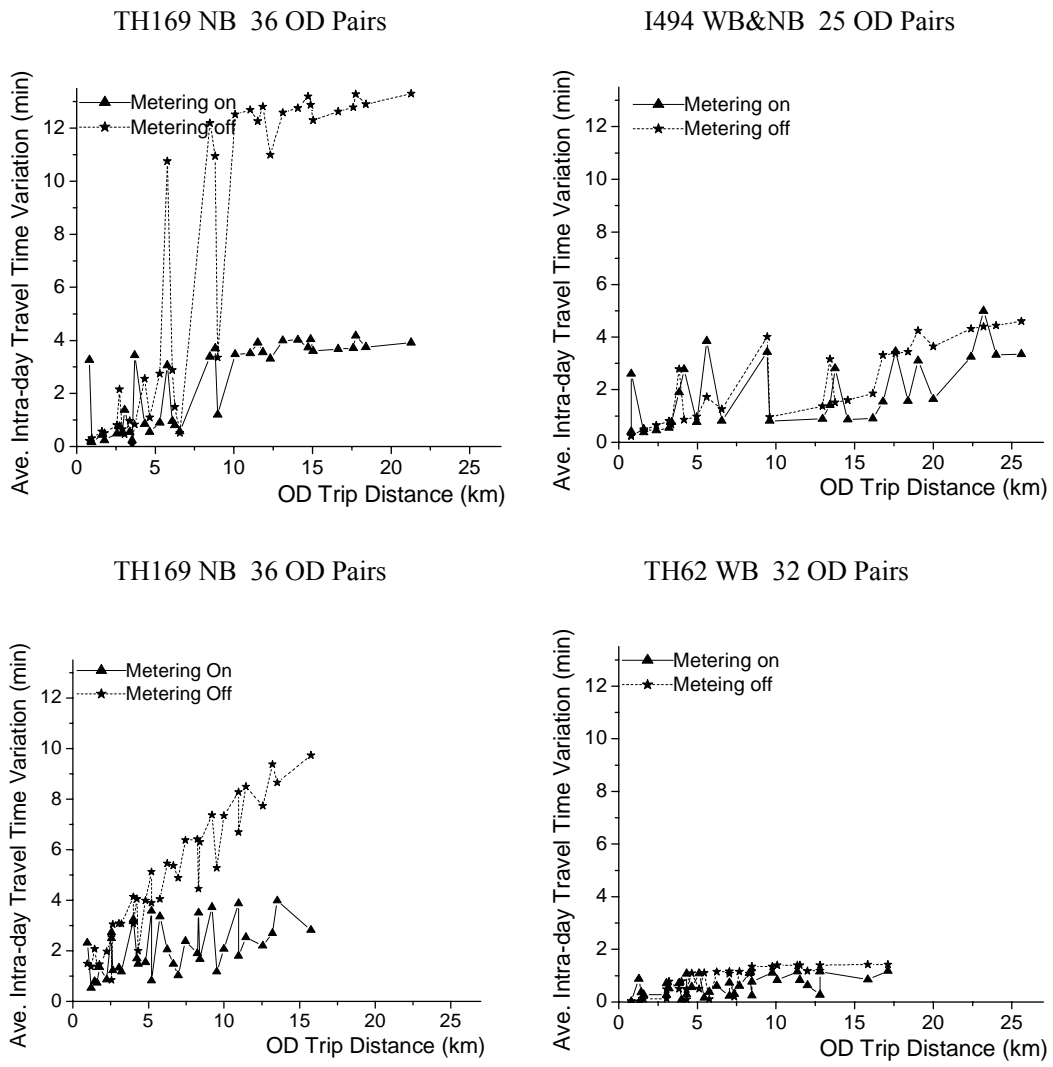 TH169 NB 36 OD Pairs
Ave. Intra-day Travel Time Variation (min)
Metering on
Metering off
12
10
8
6
4
2
0
0 5 10 15 20 25
OD Trip Distance (km)
I494 WB&NB 25 OD Pairs
Ave. Intra-day Travel Time Variation (min)
Metering on
Metering off
12
10
8
6
4
2
0
0 5 10 15 20 25
OD Trip Distance (km)
TH169 NB 36 OD Pairs
Ave. Intra-day Travel Time Variation (min)
Metering On
Metering Off
12
10
8
6
4
2
0
0 5 10 15 20 25
OD Trip Distance (km)
TH62 WB 32 OD Pairs
Ave. Intra-day Travel Time Variation (min)
Metering on
Meteing off
12
10
8
6
4
2
0
0 5 10 15 20 25
OD Trip Distance (km)